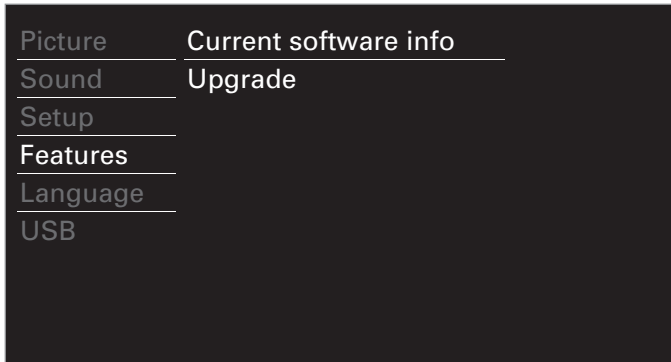 Picture
Sound
Setup
Features
Language
USB
Current software info
Upgrade